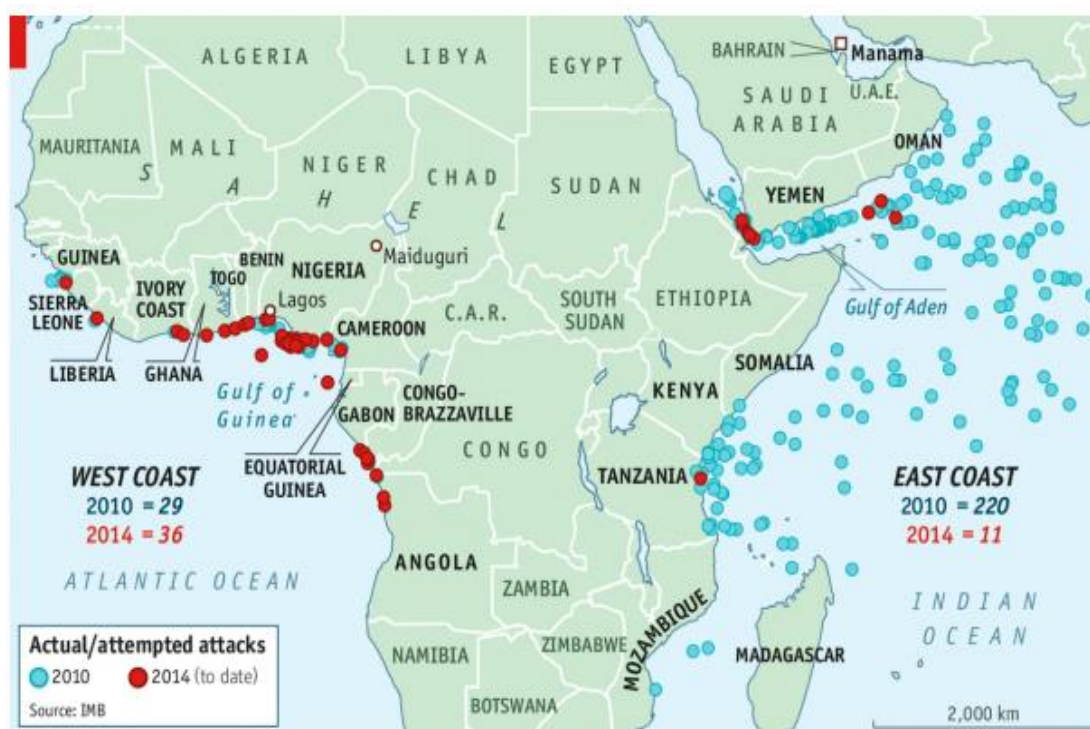 ALGERIA
LIBYA
EGYPT
BAHRAIN
Manama
SAUDI
ARABIA
U.A.E.
OMAN
MAURITANIA
MALI
NIGER
CHAD
SUDAN
YEMEN
SAHEL
GUINEA
SIERRA
LEONE
IVORY
COAST
TOGO
BENIN
NIGERIA
Maiduguri
Lagos
LIBERIA
GHANA
CAMEROON
C.A.R.
SOUTH
SUDAN
ETHIOPIA
Gulf of Aden
SOMALIA
KENYA
Gulf of
Guinea
GABON
CONGO-
BRAZZAVILLE
CONGO
EQUATORIAL
GUINEA
TANZANIA
WEST COAST
2010 = 29
2014 = 36
EAST COAST
2010 = 220
2014 = 11
ATLANTIC OCEAN
ANGOLA
ZAMBIA
ZIMBABWE
MOZAMBIQUE
MADAGASCAR
INDIAN
OCEAN
NAMIBIA
BOTSWANA
Actual/attempted attacks
2010
2014 (to date)
Source: IMB
2,000 km